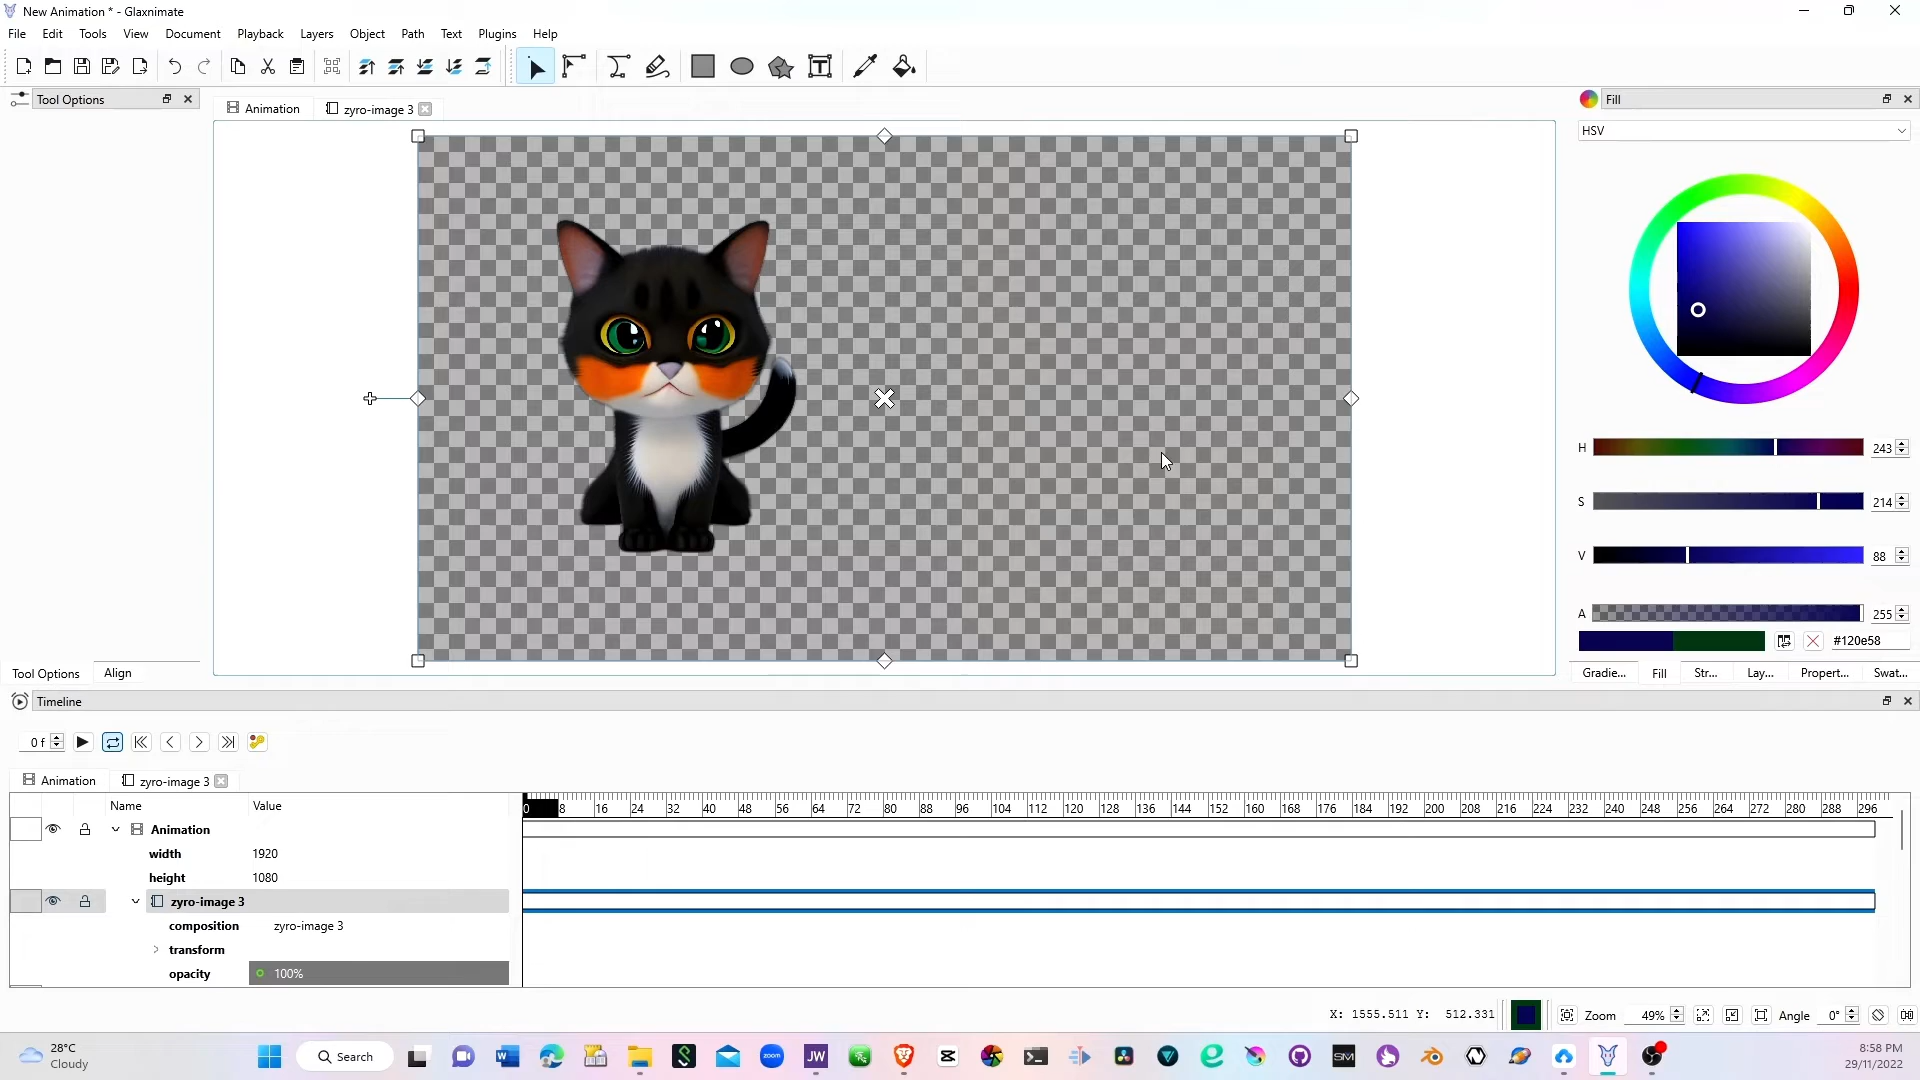 New Animation * - Glaxnimate
File Edit Tools View Document Playback Layers Object Path Text Plugins Help
Tool Options
Animation zyro-image 3
Fill
HSV
H 243
S 214
V 88
A 255
#120e58
Tool Options Align
Gradie... Fill Str... Lay... Propert... Swat...
Timeline
0 f
Animation zyro-image 3
Name Value
0 8 16 24 32 40 48 56 64 72 80 88 96 104 112 120 128 136 144 152 160 168 176 184 192 200 208 216 224 232 240 248 256 264 272 280 288 296
Animation
width 1920
height 1080
zyro-image 3
composition zyro-image 3
transform
opacity 100%
X: 1555.511 Y: 512.331 Zoom 49% Angle 0°
28°C
Cloudy
Search
zoom
JW
SM
8:58 PM
29/11/2022